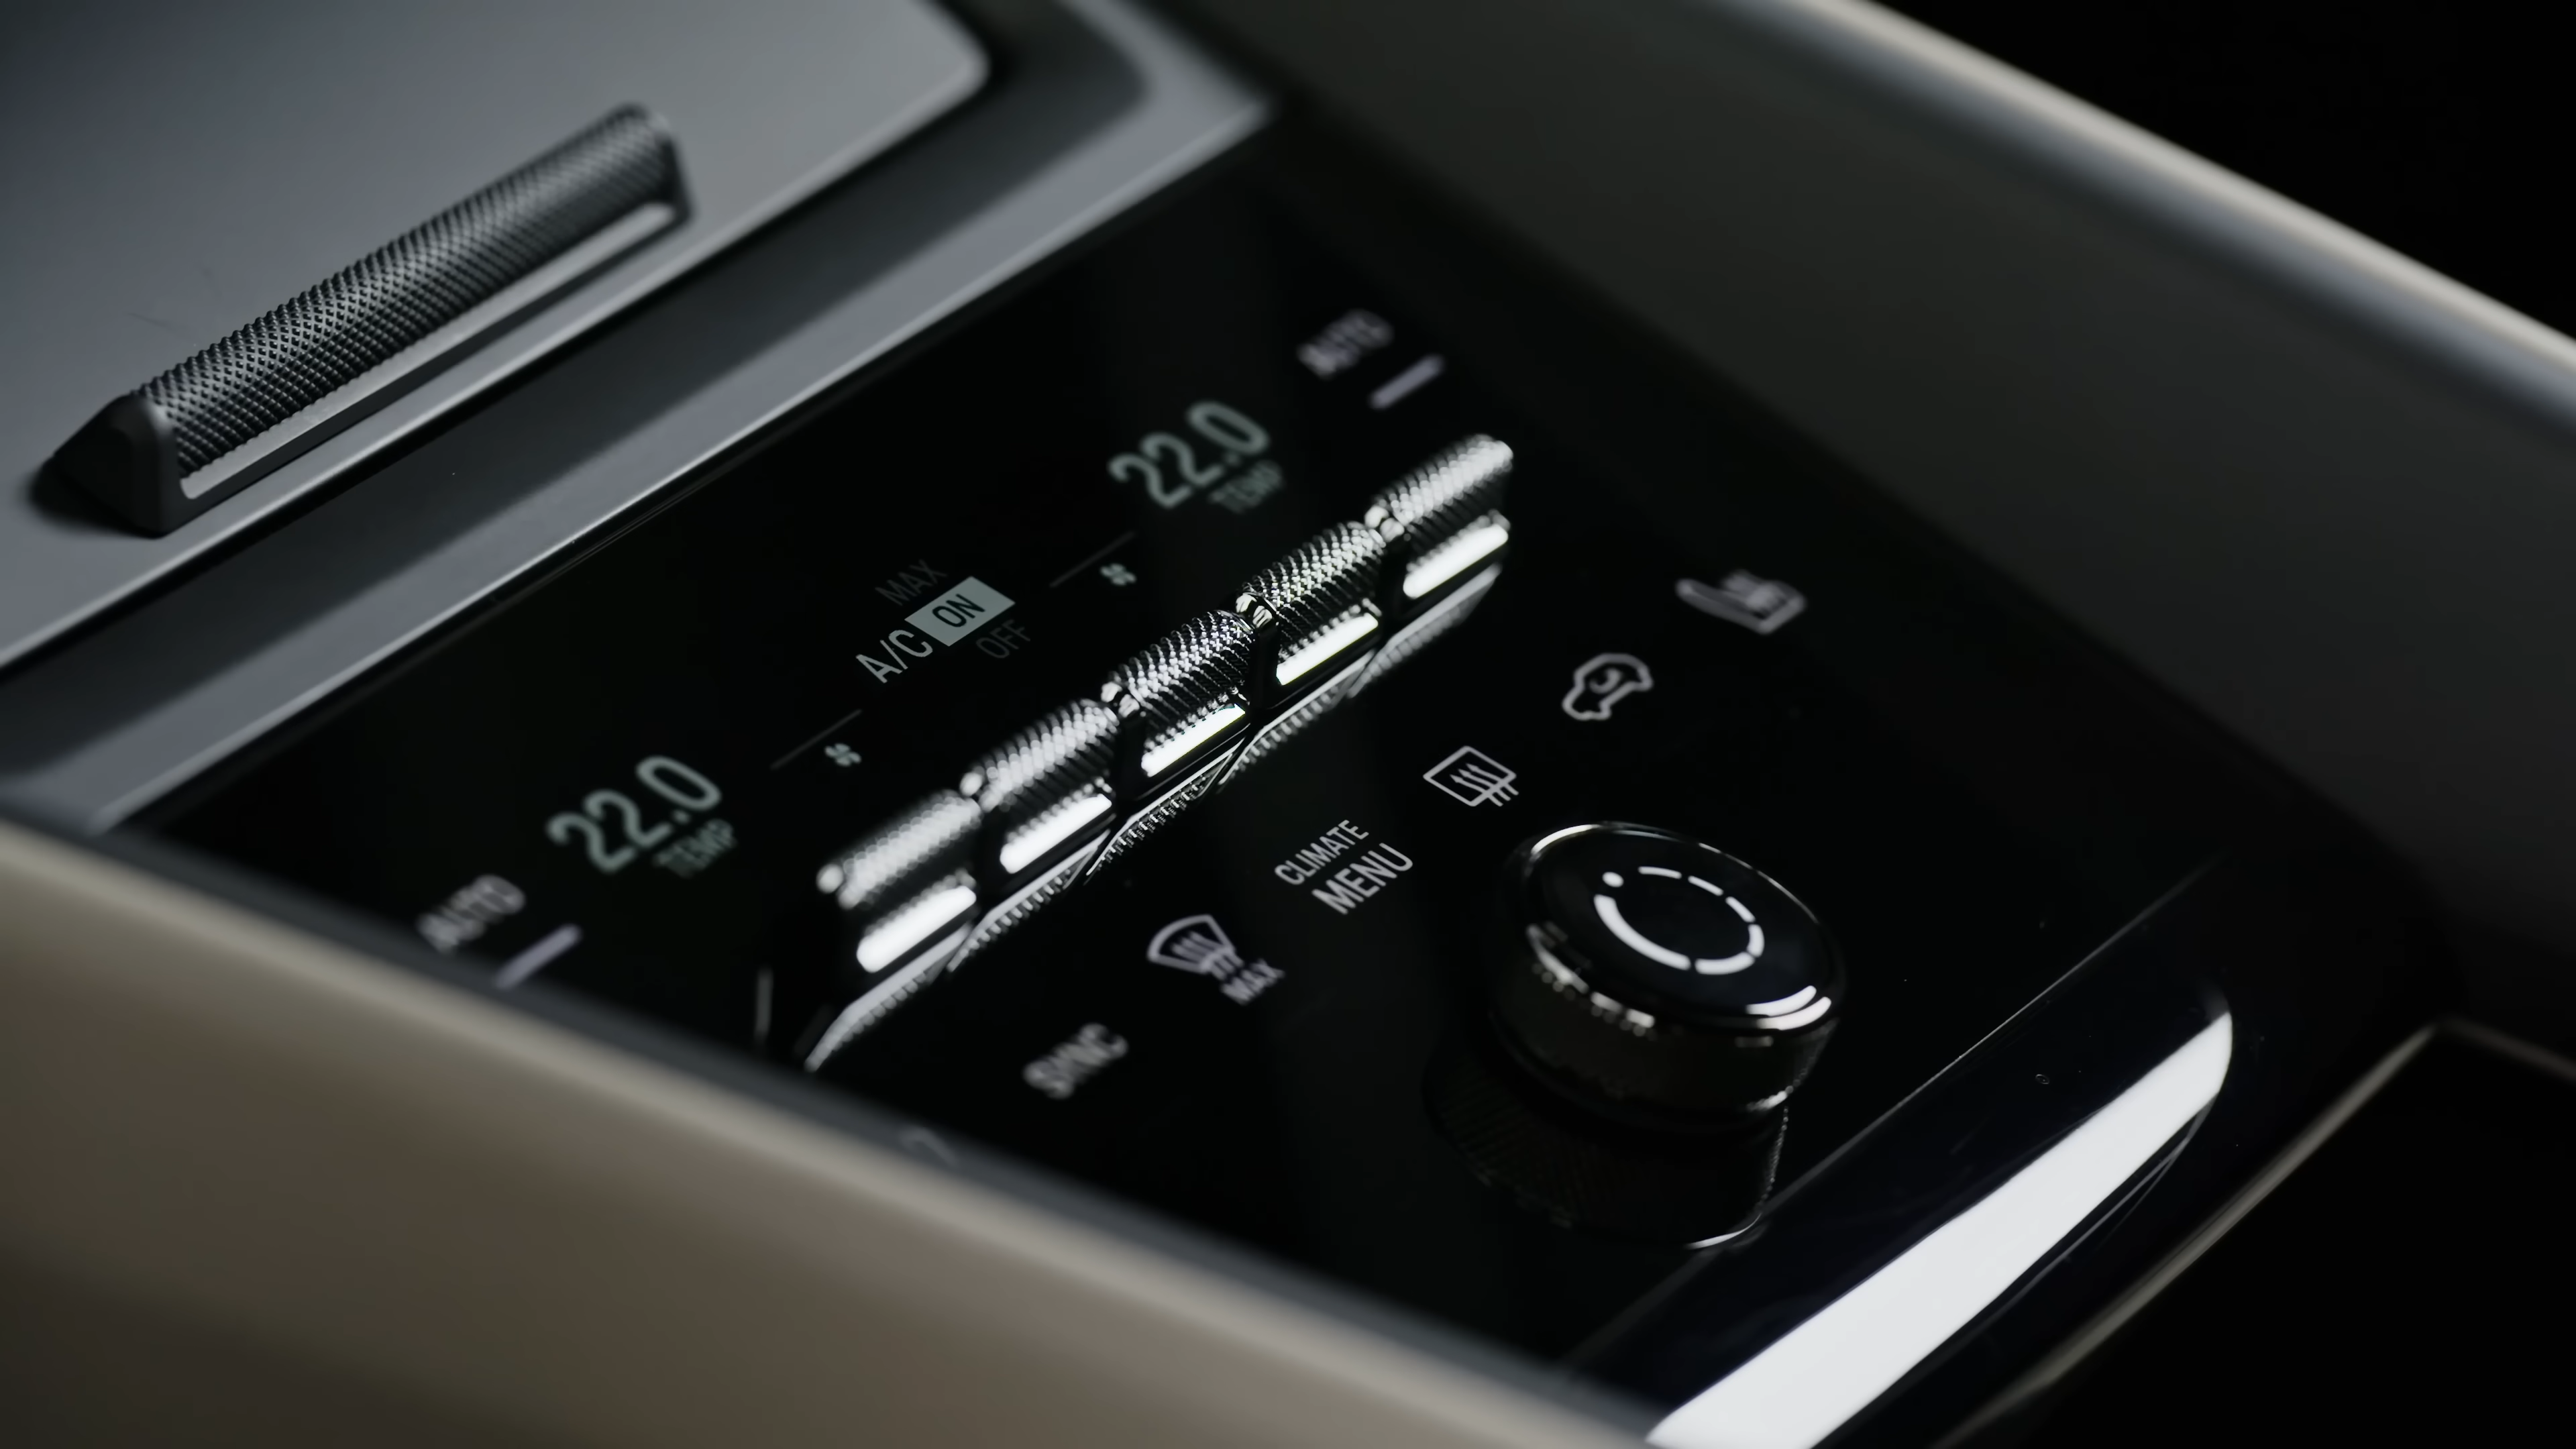 AUTO
22.0
TEMP
MAX
A/C ON
OFF
22.0
TEMP
AUTO
CLIMATE
MENU
MAX
SYNC